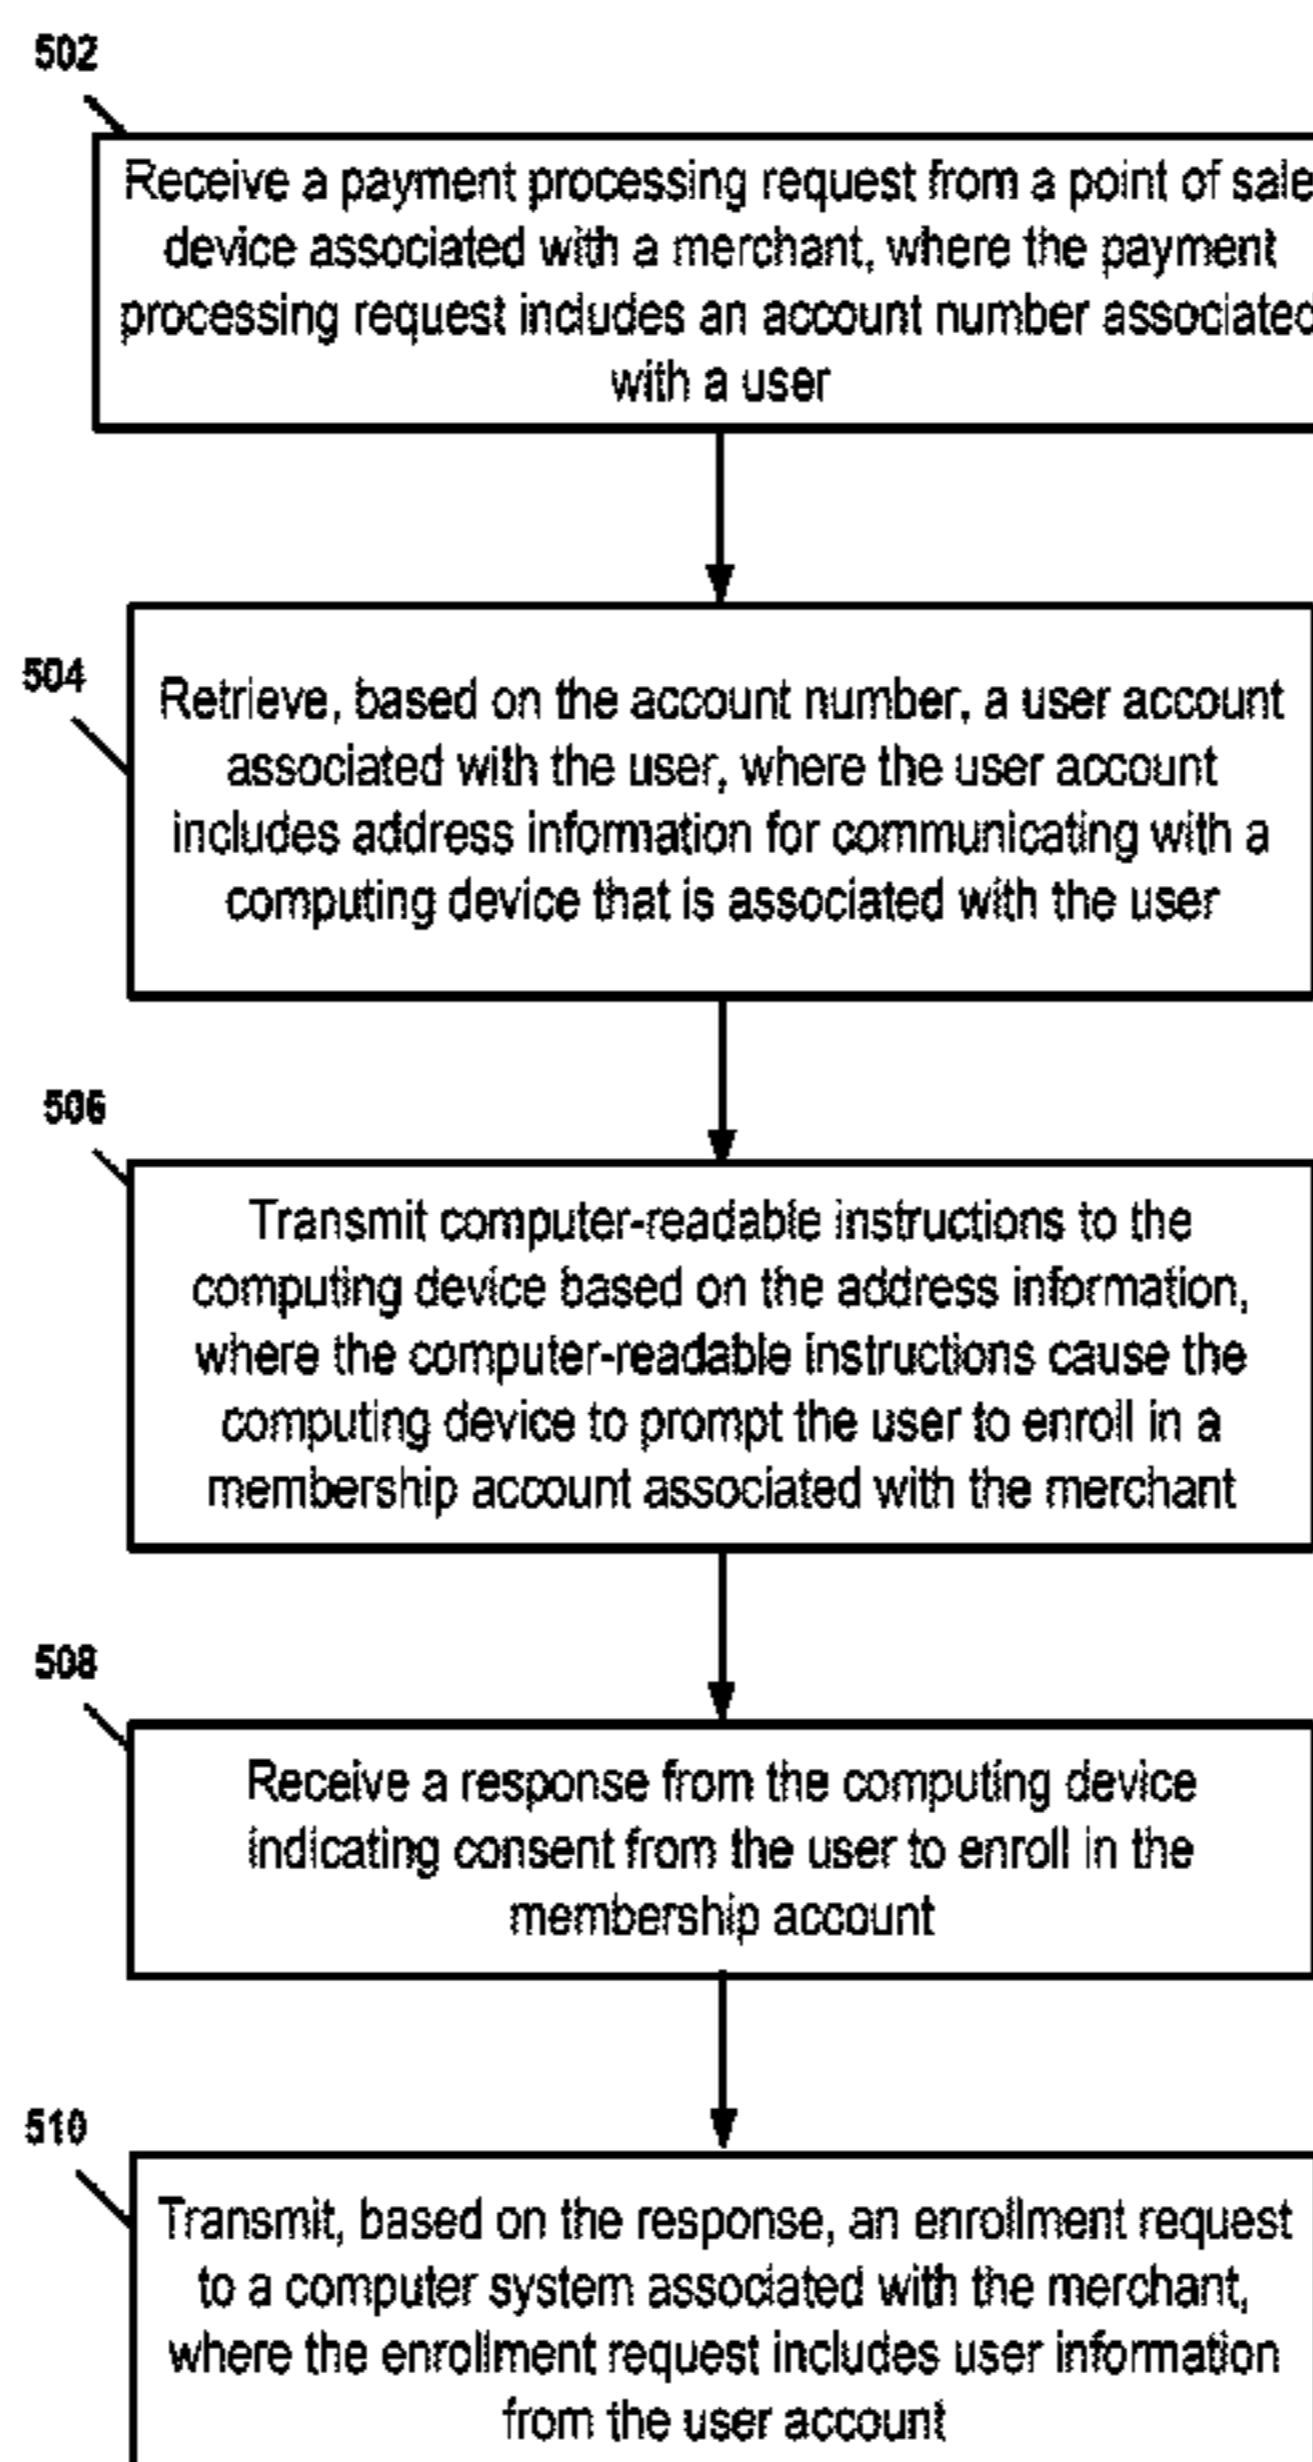 502
Receive a payment processing request from a point of sale
device associated with a merchant, where the payment
processing request includes an account number associated
with a user
504
Retrieve, based on the account number, a user account
associated with the user, where the user account
includes address information for communicating with a
computing device that is associated with the user
506
Transmit computer-readable instructions to the
computing device based on the address information,
where the computer-readable instructions cause the
computing device to prompt the user to enroll in a
membership account associated with the merchant
508
Receive a response from the computing device
indicating consent from the user to enroll in the
membership account
510
Transmit, based on the response, an enrollment request
to a computer system associated with the merchant,
where the enrollment request includes user information
from the user account